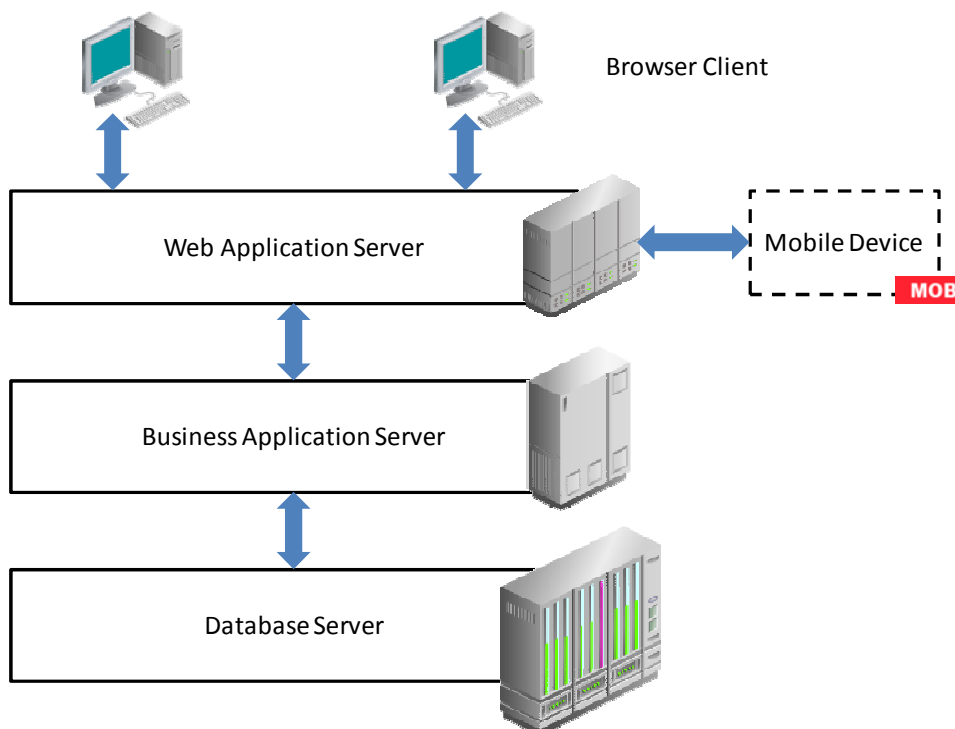 Browser Client
Web Application Server
Mobile Device
MOB
Business Application Server
Database Server